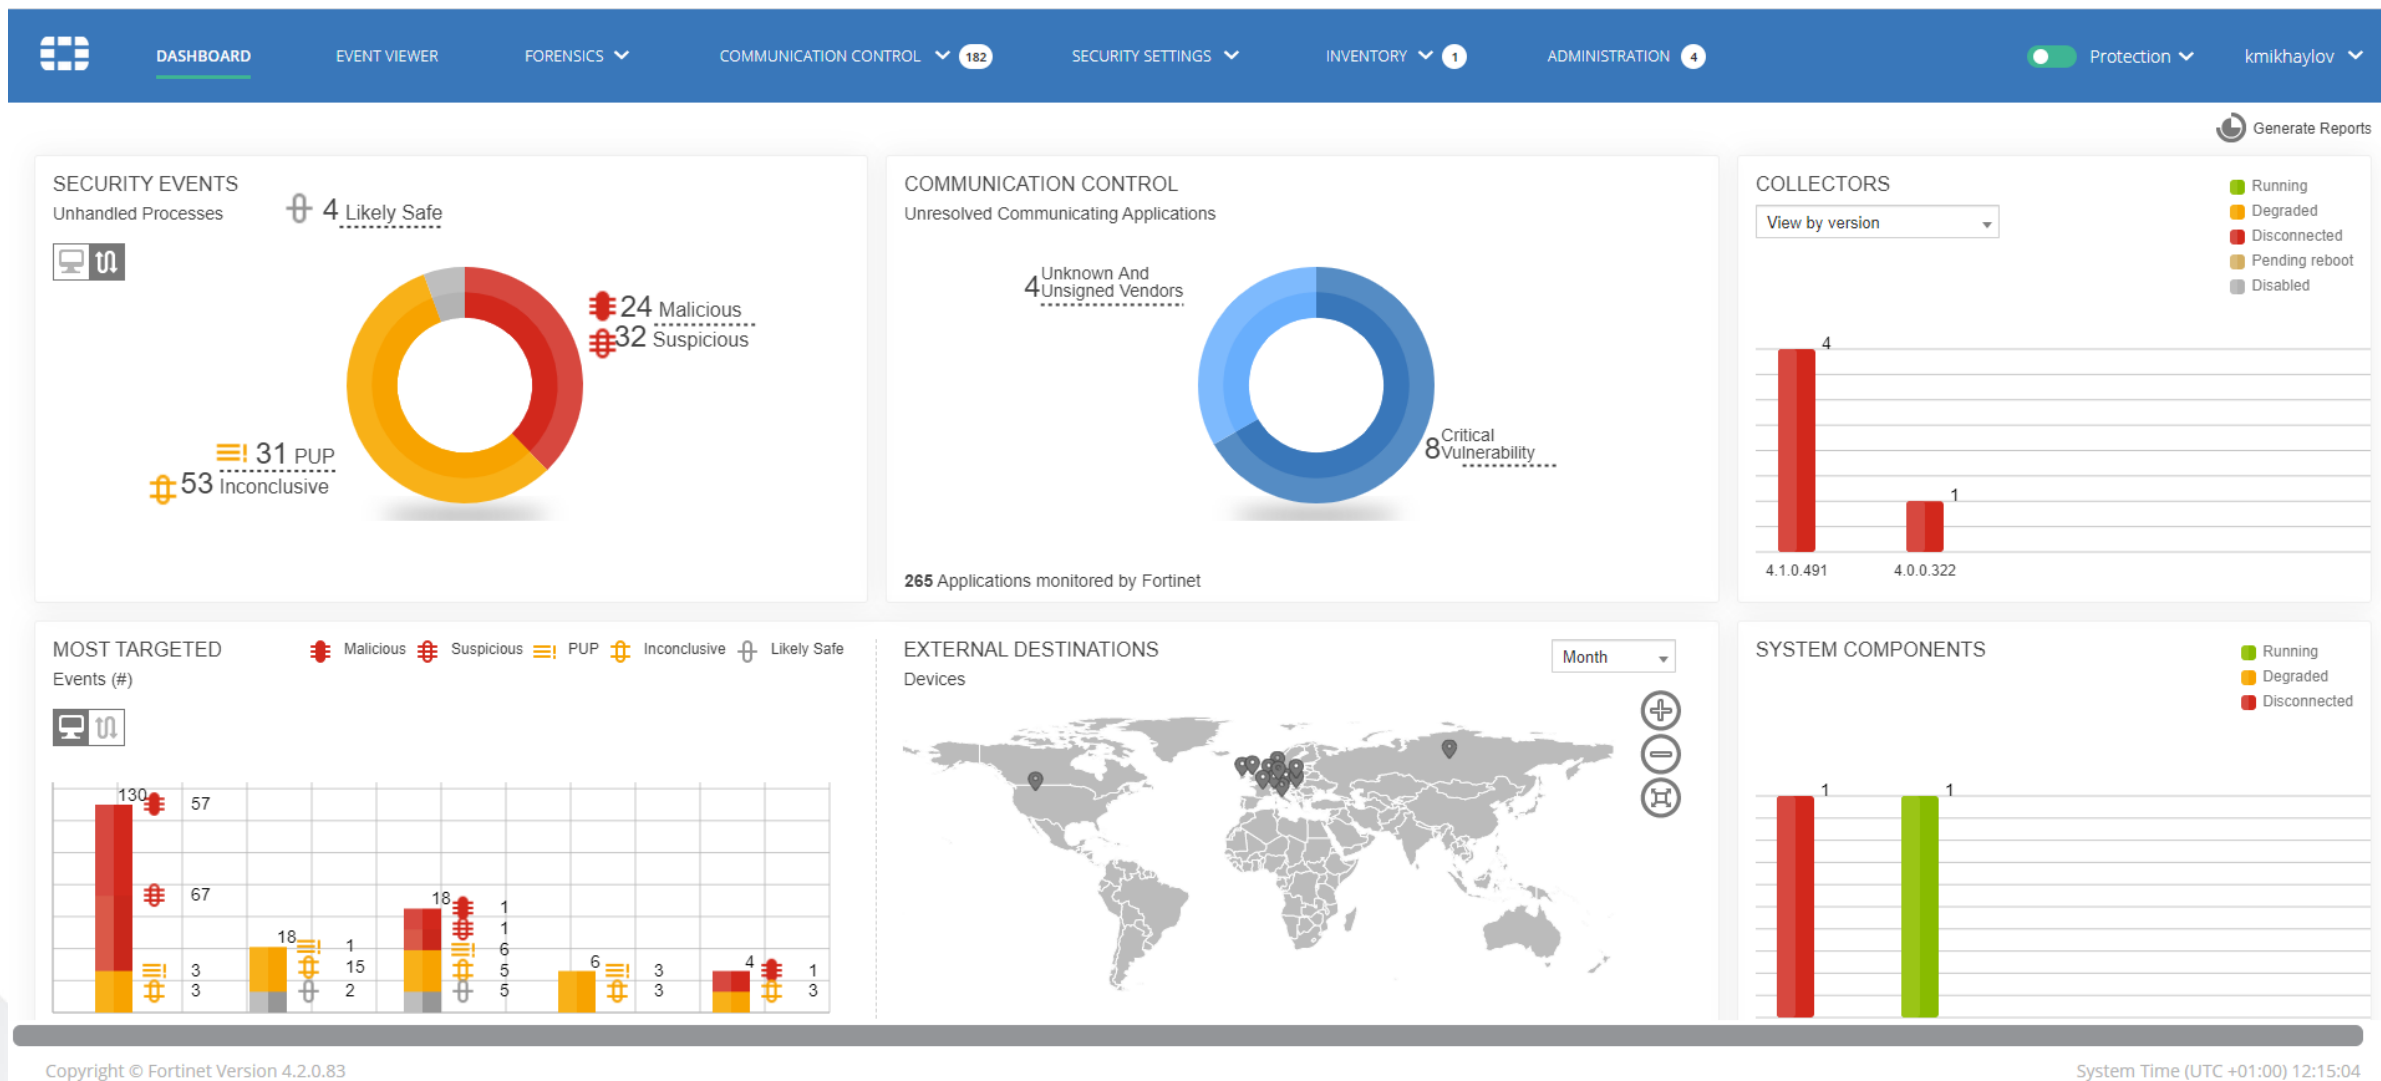 DASHBOARD
EVENT VIEWER
FORENSICS
COMMUNICATION CONTROL 182
SECURITY SETTINGS
INVENTORY 1
ADMINISTRATION 4
Protection
kmikhaylov
Generate Reports
SECURITY EVENTS
Unhandled Processes
4 Likely Safe
24 Malicious
32 Suspicious
31 PUP
53 Inconclusive
COMMUNICATION CONTROL
Unresolved Communicating Applications
4 Unknown And
Unsigned Vendors
8 Critical
Vulnerability
265 Applications monitored by Fortinet
COLLECTORS
View by version
Running
Degraded
Disconnected
Pending reboot
Disabled
4
1
4.1.0.491
4.0.0.322
MOST TARGETED
Events (#)
Malicious
Suspicious
PUP
Inconclusive
Likely Safe
130
57
67
3
3
18
1
15
2
18
1
1
6
5
5
6
3
3
4
1
3
EXTERNAL DESTINATIONS
Devices
Month
SYSTEM COMPONENTS
Running
Degraded
Disconnected
1
1
Copyright © Fortinet Version 4.2.0.83
System Time (UTC +01:00) 12:15:04